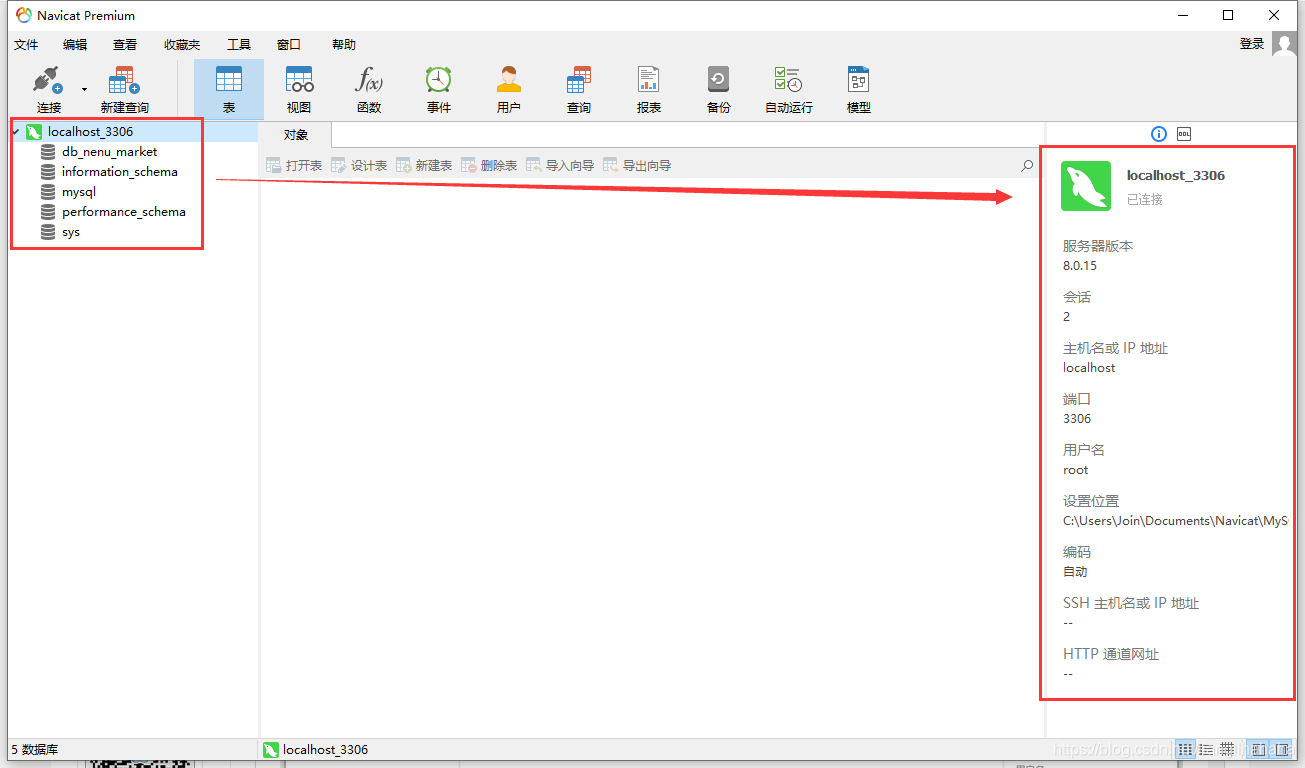 Navicat Premium
文件 编辑 查看 收藏夹 工具 窗口 帮助
登录
连接 新建查询 表 视图 函数 事件 用户 查询 报表 备份 自动运行 模型
localhost_3306
db_nenu_market
information_schema
mysql
performance_schema
sys
对象
打开表 设计表 新建表 删除表 导入向导 导出向导
DDL
localhost_3306
已连接
服务器版本
8.0.15
会话
2
主机名或 IP 地址
localhost
端口
3306
用户名
root
设置位置
C:\Users\Join\Documents\Navicat\MyS
编码
自动
SSH 主机名或 IP 地址
--
HTTP 通道网址
--
5 数据库
localhost_3306